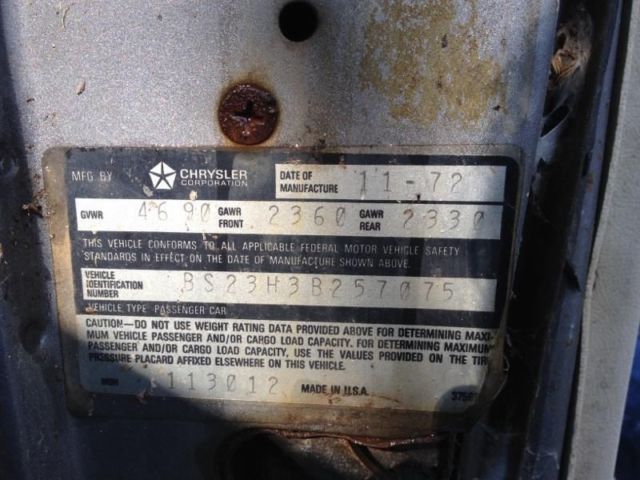 MFG BY CHRYSLER CORPORATION DATE OF MANUFACTURE 11-72
GVWR 4690 GAWR FRONT 2360 GAWR REAR 2330
THIS VEHICLE CONFORMS TO ALL APPLICABLE FEDERAL MOTOR VEHICLE SAFETY
STANDARDS IN EFFECT ON THE DATE OF MANUFACTURE SHOWN ABOVE.
VEHICLE IDENTIFICATION NUMBER BS23H3B257075
VEHICLE TYPE PASSENGER CAR
CAUTION—DO NOT USE WEIGHT RATING DATA PROVIDED ABOVE FOR DETERMINING MAXI-
MUM VEHICLE PASSENGER AND/OR CARGO LOAD CAPACITY. FOR DETERMINING MAXIMUM
PASSENGER AND/OR CARGO LOAD CAPACITY, USE THE VALUES PROVIDED ON THE TIRE
PRESSURE PLACARD AFFIXED ELSEWHERE ON THIS VEHICLE.
MDH 113012 MADE IN U.S.A.